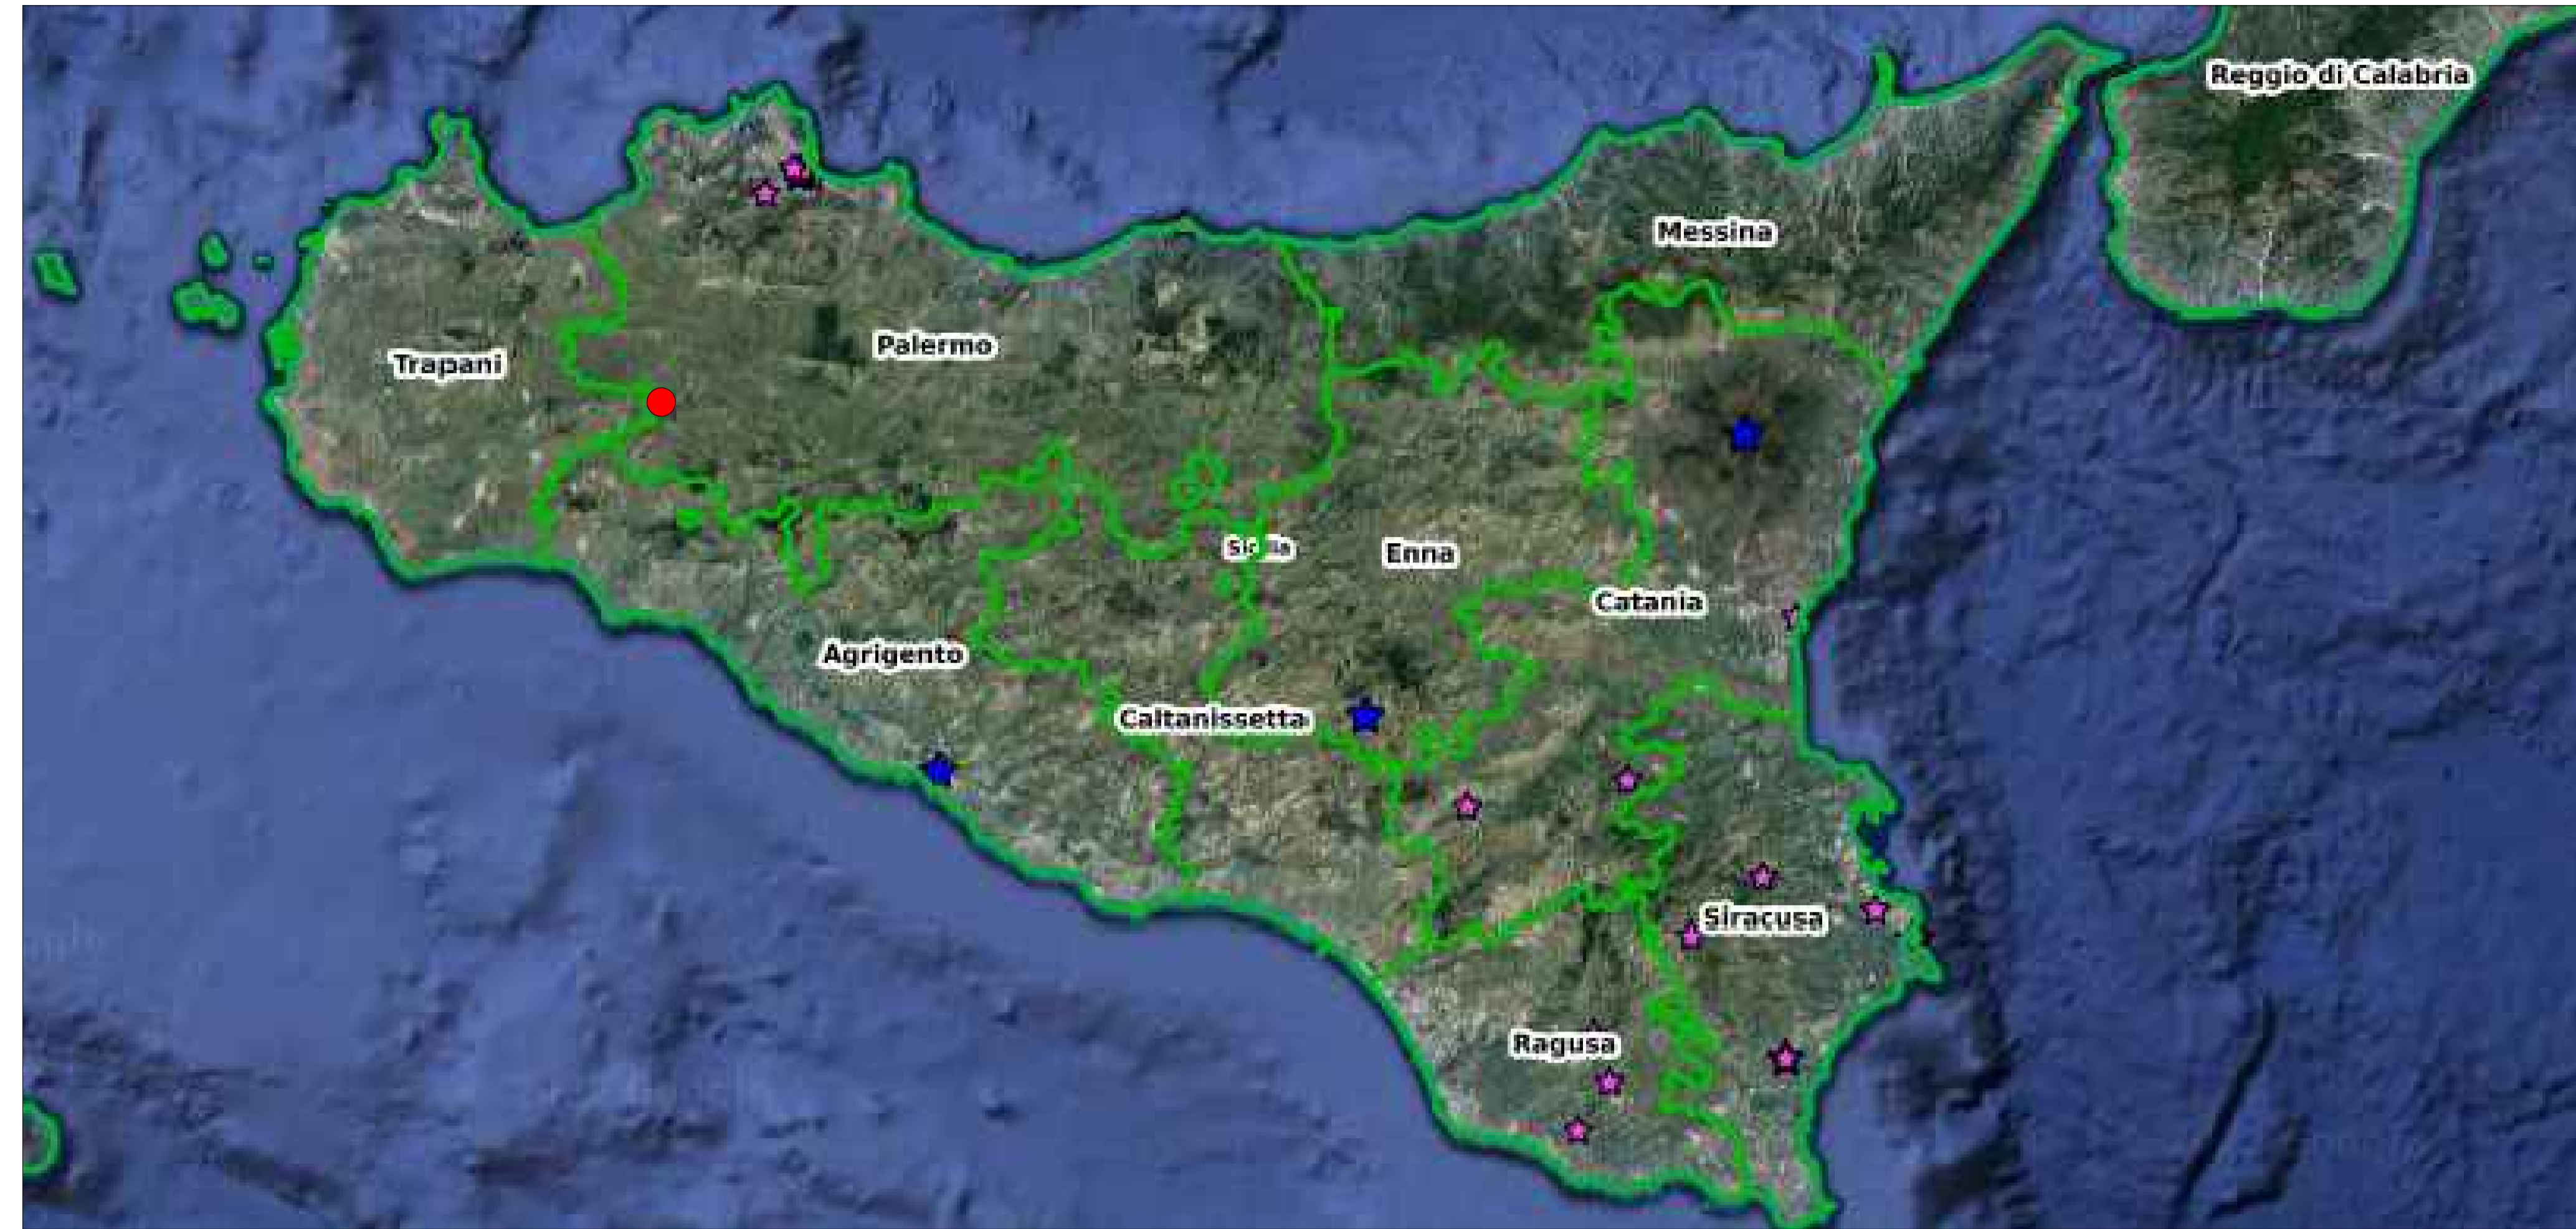 Reggio di Calabria
Messina
Palermo
Trapani
Enna
Catania
Agrigento
Caltanissetta
Siracusa
Ragusa